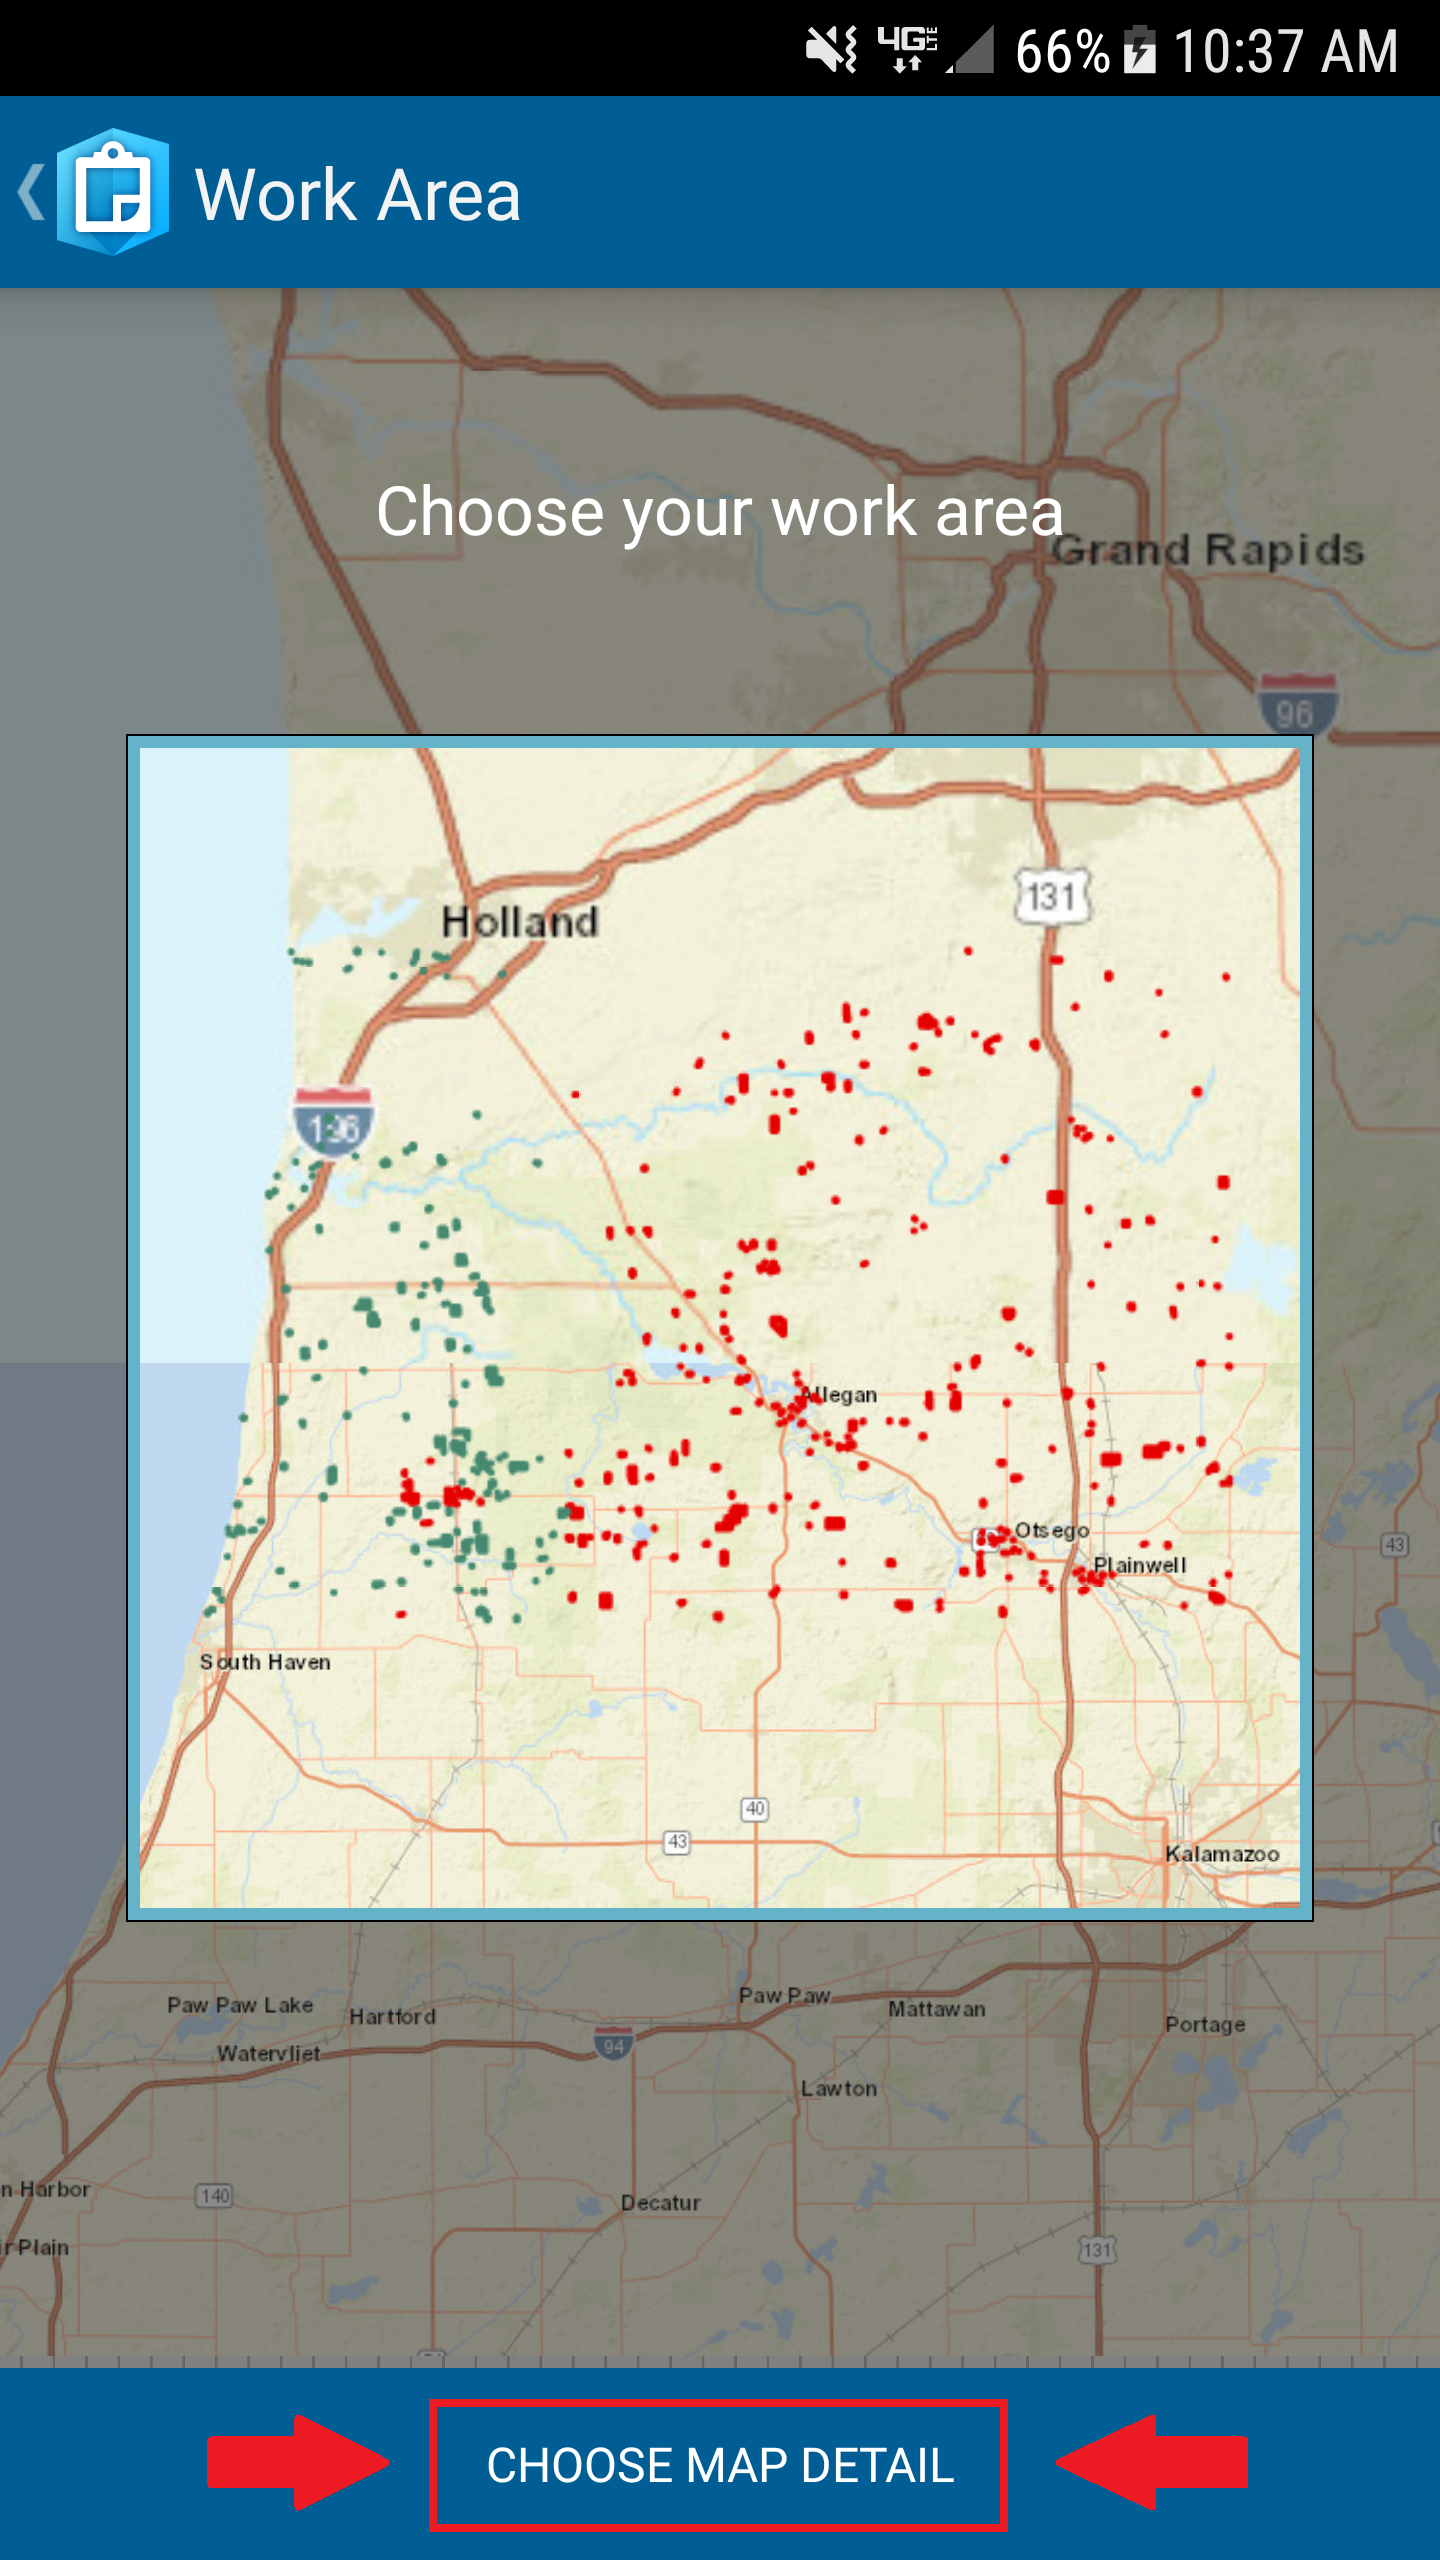 4G LTE 66% 10:37 AM
Work Area
Choose your work area
Grand Rapids
96
131
Holland
196
Allegan
Otsego
43
Plainwell
South Haven
40
43
Kalamazoo
Paw Paw
Paw Paw Lake
Hartford
Mattawan
Portage
94
Watervliet
Lawton
n Harbor
140
Decatur
ir Plain
131
CHOOSE MAP DETAIL